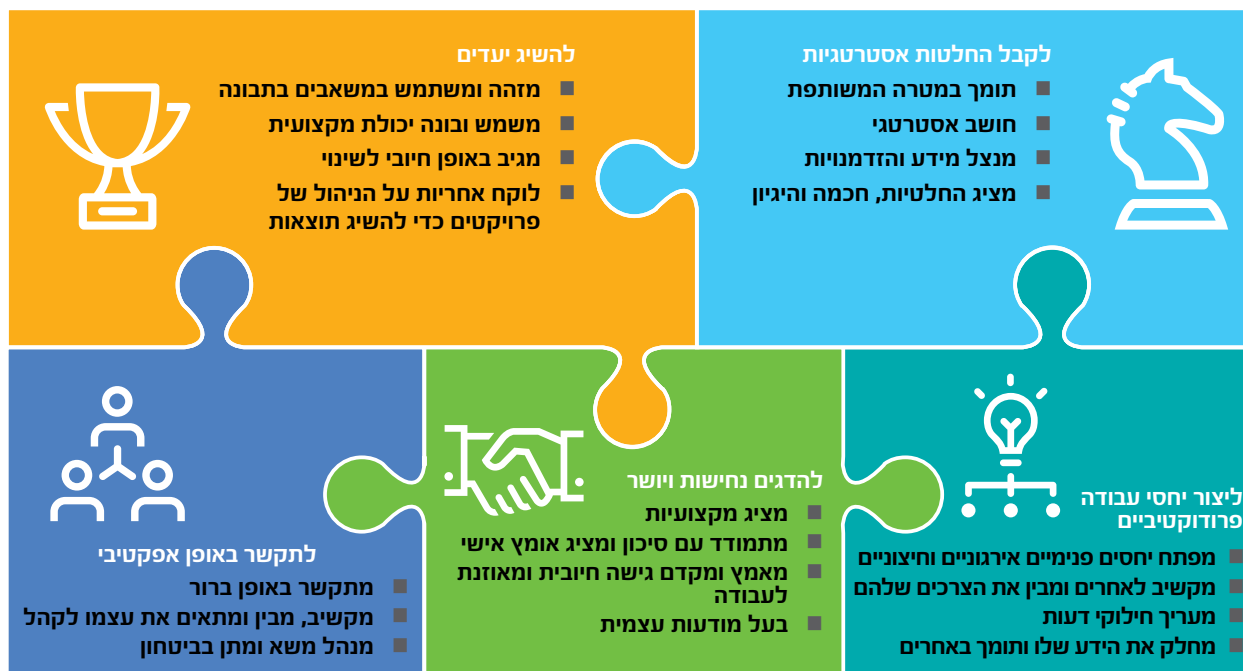 לקבל החלטות אסטרטגיות
■ תומך במטרה המשותפת
■ חושב אסטרטגי
■ מנצל מידע והזדמנויות
■ מציג החלטיות, חכמה והיגיון
להשיג יעדים
■ מזהה ומשתמש במשאבים בתבונה
■ משמש ובונה יכולת מקצועית
■ מגיב באופן חיובי לשינוי
■ לוקח אחריות על הניהול של
פרויקטים כדי להשיג תוצאות
ליצור יחסי עבודה
פרודוקטיביים
■ מפתח יחסים פנימיים אירגוניים וחיצוניים
■ מקשיב לאחרים ומבין את הצרכים שלהם
■ מעריך חילוקי דעות
■ מחלק את הידע שלו ותומך באחרים
להדגים נחישות ויושר
■ מציג מקצועיות
■ מתמודד עם סיכון ומציג אומץ אישי
■ מאמץ ומקדם גישה חיובית ומאוזנת
לעבודה
■ בעל מודעות עצמית
לתקשר באופן אפקטיבי
■ מתקשר באופן ברור
■ מקשיב, מבין ומתאים את עצמו לקהל
■ מנהל משא ומתן בביטחון